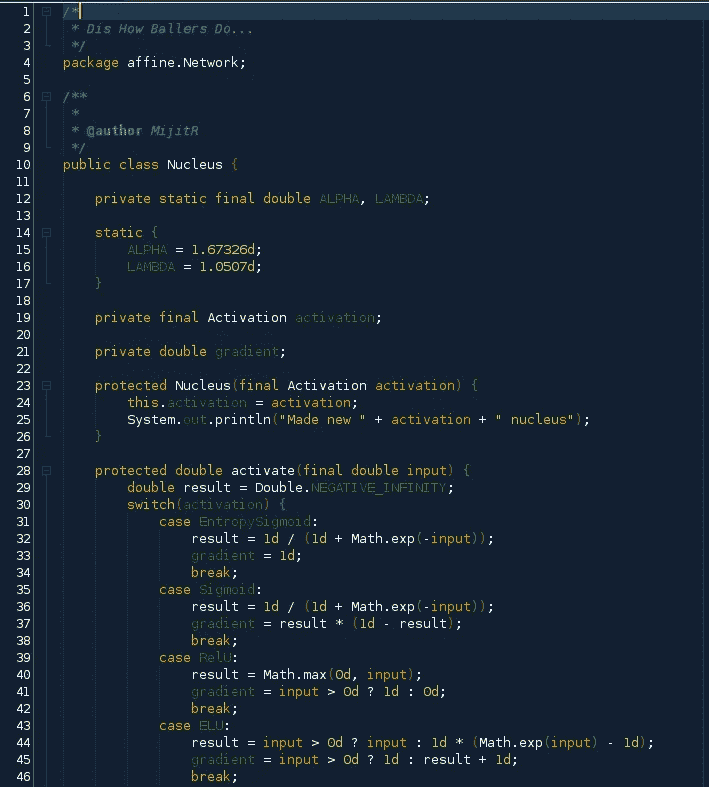 1 /*
2  * Dis How Ballers Do...
3  */
4 package affine.Network;
5
6 /**
7  *
8  * @author MijitR
9  */
10 public class Nucleus {
11
12     private static final double ALPHA, LAMBDA;
13
14     static {
15         ALPHA = 1.67326d;
16         LAMBDA = 1.0507d;
17     }
18
19     private final Activation activation;
20
21     private double gradient;
22
23     protected Nucleus(final Activation activation) {
24         this.activation = activation;
25         System.out.println("Made new " + activation + " nucleus");
26     }
27
28     protected double activate(final double input) {
29         double result = Double.NEGATIVE_INFINITY;
30         switch(activation) {
31             case EntropySigmoid:
32                 result = 1d / (1d + Math.exp(-input));
33                 gradient = 1d;
34                 break;
35             case Sigmoid:
36                 result = 1d / (1d + Math.exp(-input));
37                 gradient = result * (1d - result);
38                 break;
39             case RelU:
40                 result = Math.max(0d, input);
41                 gradient = input > 0d ? 1d : 0d;
42                 break;
43             case ELU:
44                 result = input > 0d ? input : 1d * (Math.exp(input) - 1d);
45                 gradient = input > 0d ? 1d : result + 1d;
46                 break;